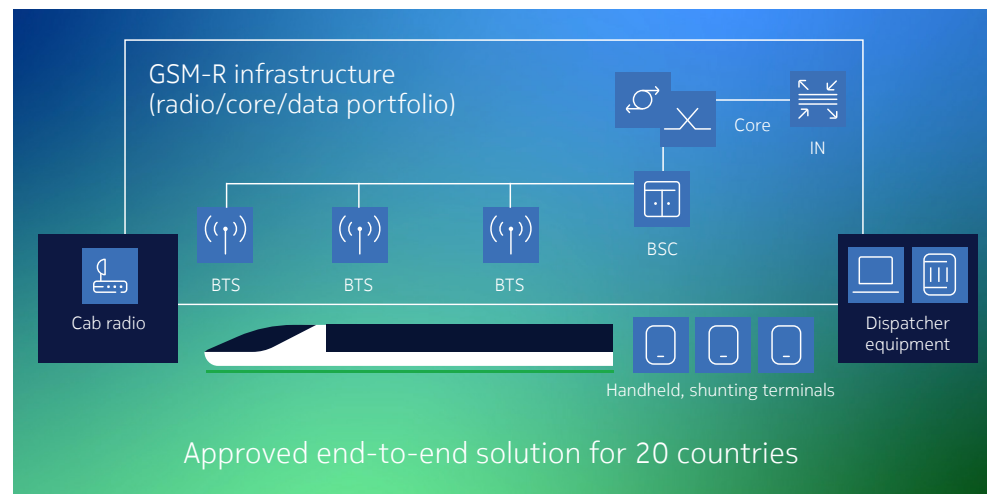 GSM-R infrastructure
(radio/core/data portfolio)
Core
IN
BSC
BTS
BTS
BTS
Cab radio
Dispatcher
equipment
Handheld, shunting terminals
Approved end-to-end solution for 20 countries